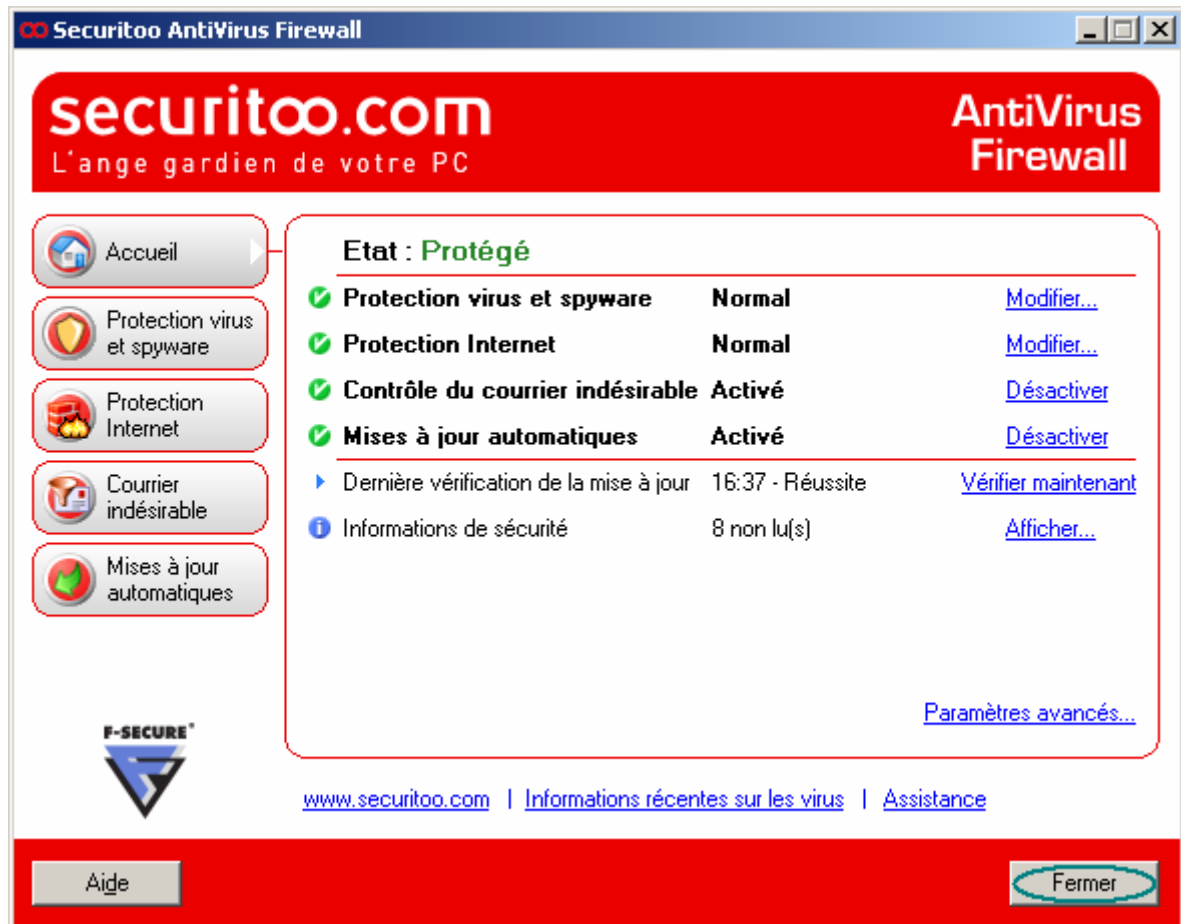 Securitoo AntiVirus Firewall
securitoo.com
L'ange gardien de votre PC
AntiVirus
Firewall
Accueil
Protection virus
et spyware
Protection
Internet
Courrier
indésirable
Mises à jour
automatiques
F-SECURE®
Etat : Protégé
Protection virus et spyware Normal Modifier...
Protection Internet Normal Modifier...
Contrôle du courrier indésirable Activé Désactiver
Mises à jour automatiques Activé Désactiver
Dernière vérification de la mise à jour 16:37 - Réussite Vérifier maintenant
Informations de sécurité 8 non lu(s) Afficher...
Paramètres avancés...
www.securitoo.com | Informations récentes sur les virus | Assistance
Aide
Fermer